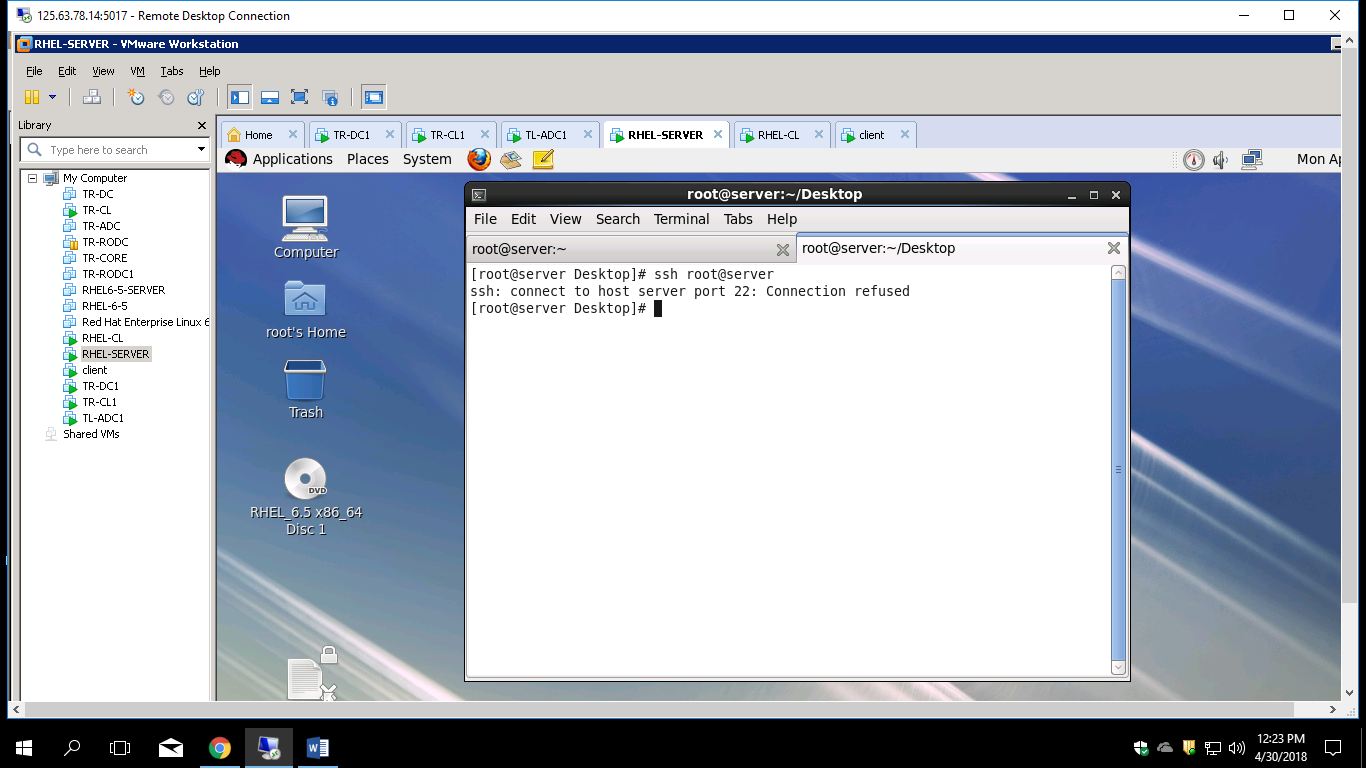 125.63.78.14:5017 - Remote Desktop Connection
RHEL-SERVER - VMware Workstation
File Edit View VM Tabs Help
Library
Type here to search
My Computer
TR-DC
TR-CL
TR-ADC
TR-RODC
TR-CORE
TR-RODC1
RHEL6-5-SERVER
RHEL-6-5
Red Hat Enterprise Linux 6
RHEL-CL
RHEL-SERVER
client
TR-DC1
TR-CL1
TL-ADC1
Shared VMs
Home TR-DC1 TR-CL1 TL-ADC1 RHEL-SERVER RHEL-CL client
Applications Places System Mon Ap
Computer
root's Home
Trash
DVD
RHEL_6.5 x86_64
Disc 1
root@server:~/Desktop
File Edit View Search Terminal Tabs Help
root@server:~ root@server:~/Desktop
[root@server Desktop]# ssh root@server
ssh: connect to host server port 22: Connection refused
[root@server Desktop]#
12:23 PM
4/30/2018